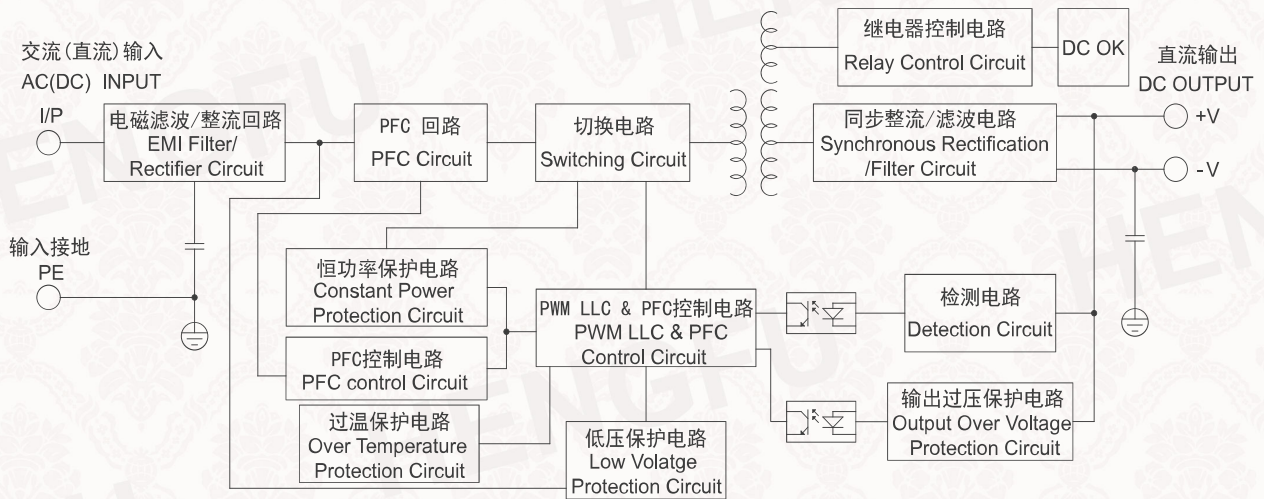 交流(直流)输入
AC(DC) INPUT
I/P
电磁滤波/整流回路
EMI Filter/
Rectifier Circuit
PFC 回路
PFC Circuit
切换电路
Switching Circuit
继电器控制电路
Relay Control Circuit
DC OK
直流输出
DC OUTPUT
同步整流/滤波电路
Synchronous Rectification
/Filter Circuit
+V
-V
输入接地
PE
恒功率保护电路
Constant Power
Protection Circuit
PWM LLC & PFC控制电路
PWM LLC & PFC
Control Circuit
检测电路
Detection Circuit
PFC控制电路
PFC control Circuit
过温保护电路
Over Temperature
Protection Circuit
低压保护电路
Low Volatge
Protection Circuit
输出过压保护电路
Output Over Voltage
Protection Circuit
HENGFU
HENGFU
HENGFU
HENGFU